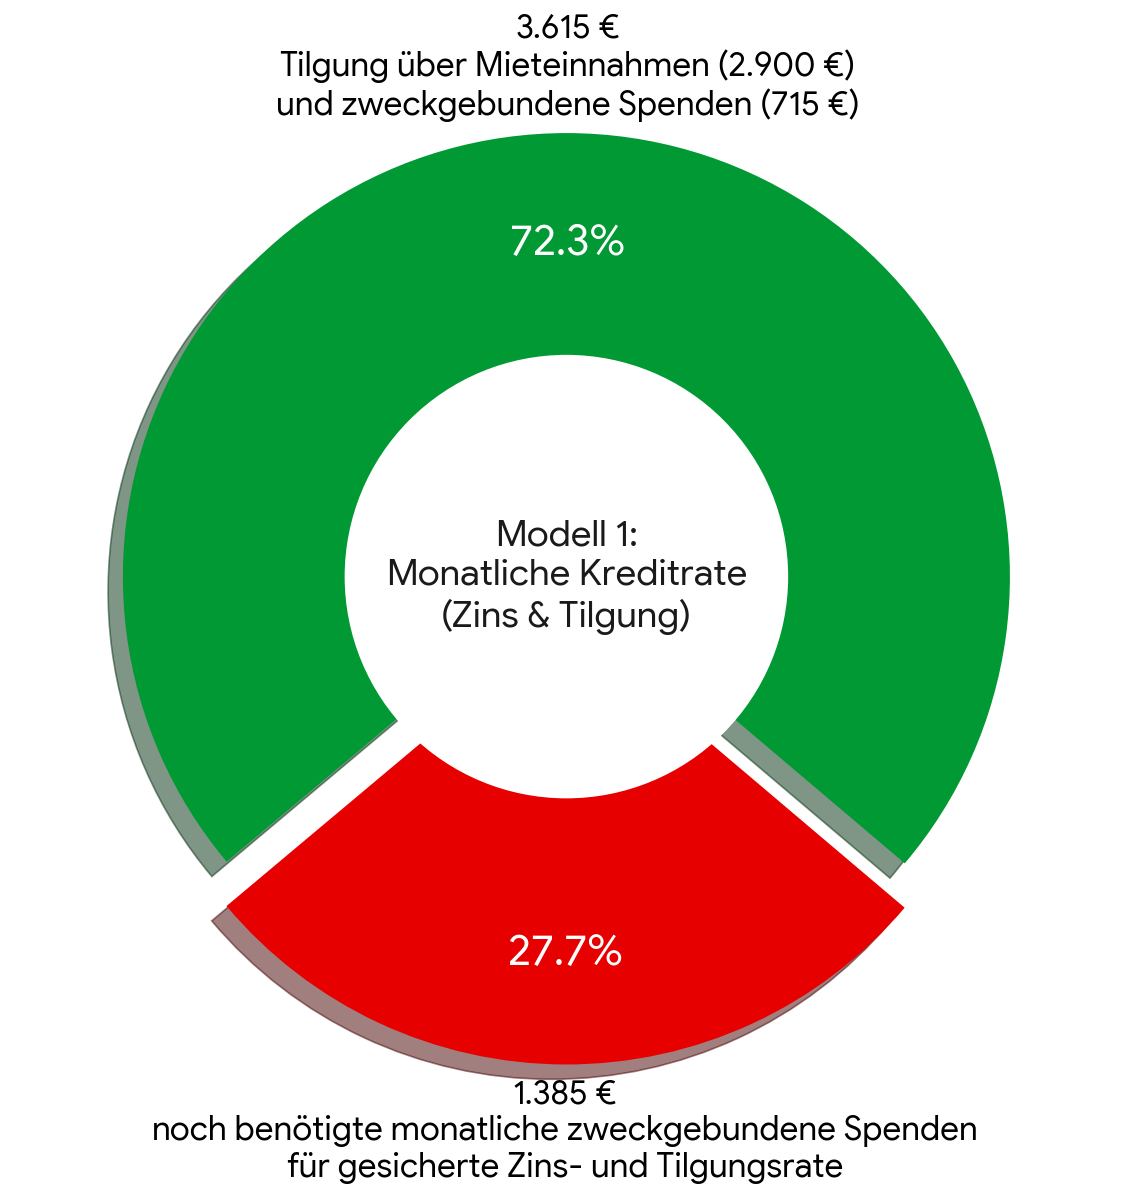 3.615 €
Tilgung über Mieteinnahmen (2.900 €)
und zweckgebundene Spenden (715 €)
72.3%
Modell 1:
Monatliche Kreditrate
(Zins & Tilgung)
27.7%
1.385 €
noch benötigte monatliche zweckgebundene Spenden
für gesicherte Zins- und Tilgungsrate